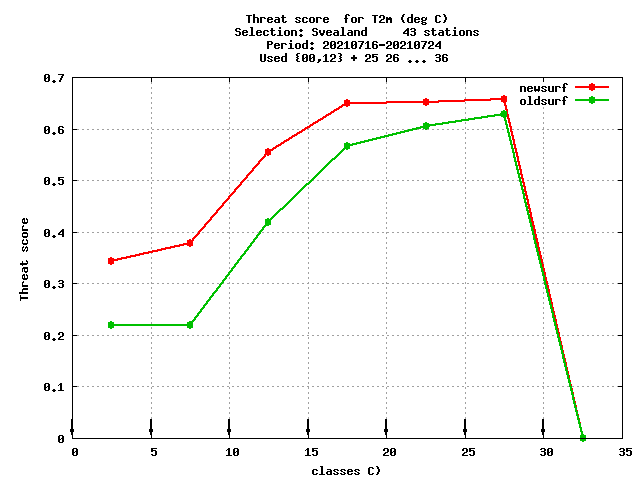 Threat score  for T2m (deg C)
Selection: Svealand     43 stations
Period: 20210716-20210724
Used {00,12} + 25 26 ... 36
newsurf
oldsurf
0.7
0.6
0.5
0.4
0.3
0.2
0.1
0
Threat score
0 5 10 15 20 25 30 35
classes C)